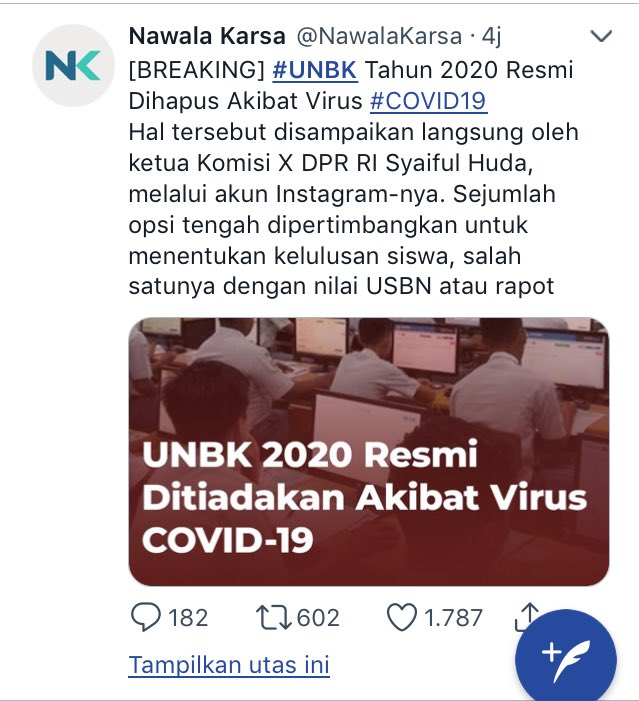 NK
Nawala Karsa @NawalaKarsa · 4j
[BREAKING] #UNBK Tahun 2020 Resmi
Dihapus Akibat Virus #COVID19
Hal tersebut disampaikan langsung oleh
ketua Komisi X DPR RI Syaiful Huda,
melalui akun Instagram-nya. Sejumlah
opsi tengah dipertimbangkan untuk
menentukan kelulusan siswa, salah
satunya dengan nilai USBN atau rapot
UNBK 2020 Resmi
Ditiadakan Akibat Virus
COVID-19
182 602 1.787
Tampilkan utas ini